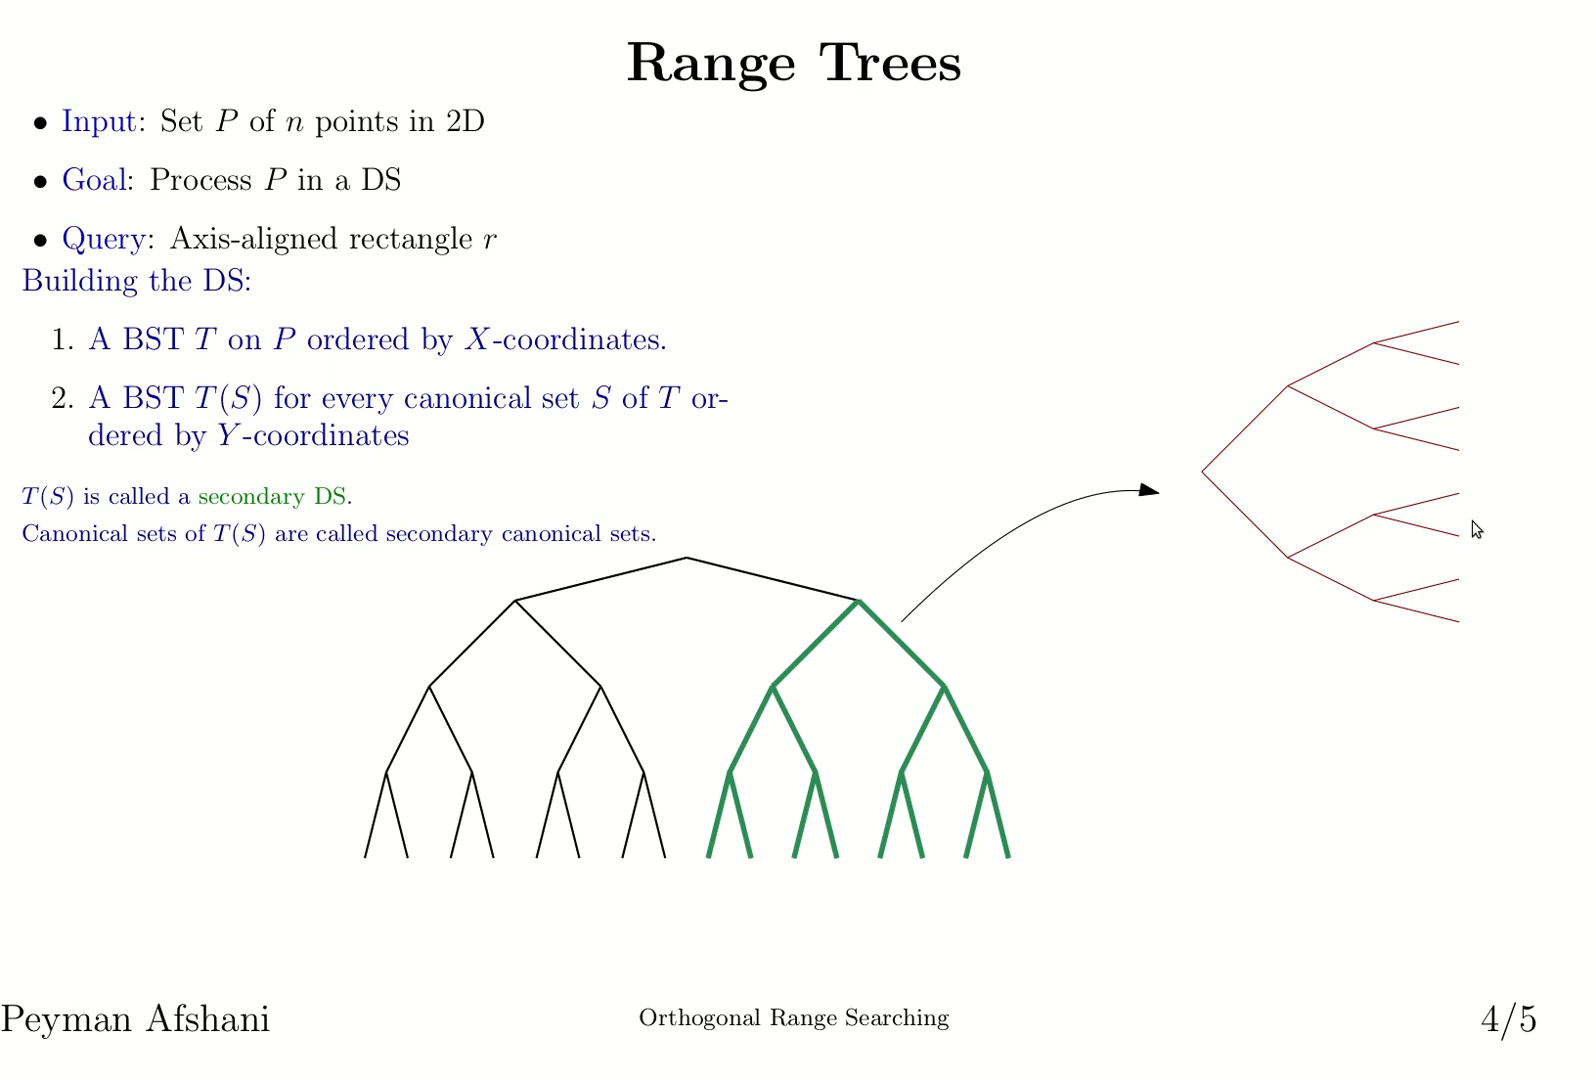 Range Trees
• Input: Set P of n points in 2D
• Goal: Process P in a DS
• Query: Axis-aligned rectangle r
Building the DS:
1. A BST T on P ordered by X-coordinates.
2. A BST T(S) for every canonical set S of T or-
dered by Y-coordinates
T(S) is called a secondary DS.
Canonical sets of T(S) are called secondary canonical sets.
Peyman Afshani
Orthogonal Range Searching
4/5